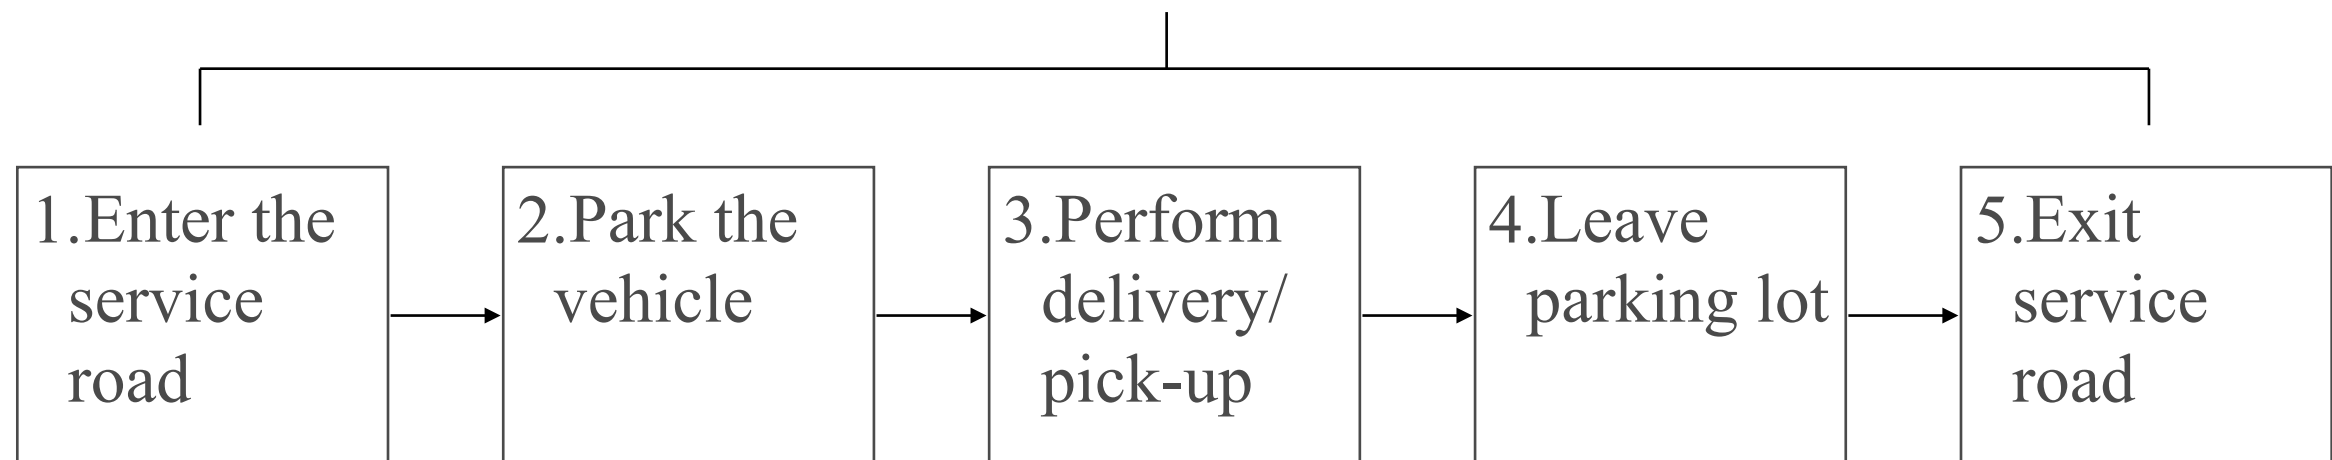 1.Enter the
service
road
2.Park the
vehicle
3.Perform
delivery/
pick-up
4.Leave
parking lot
5.Exit
service
road